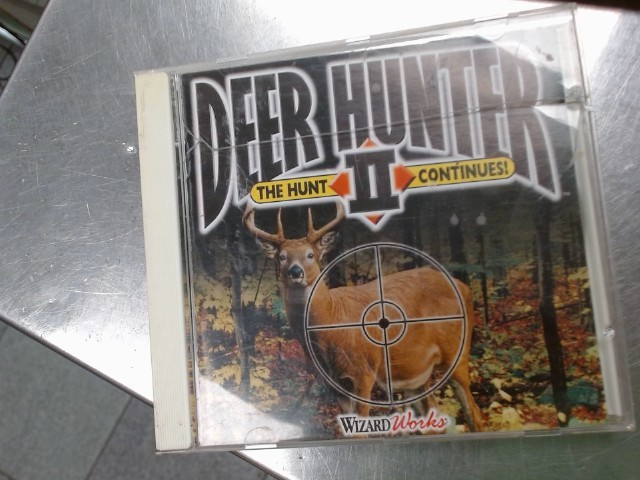 DEER HUNTER
II
THE HUNT CONTINUES!
WIZARDWorks